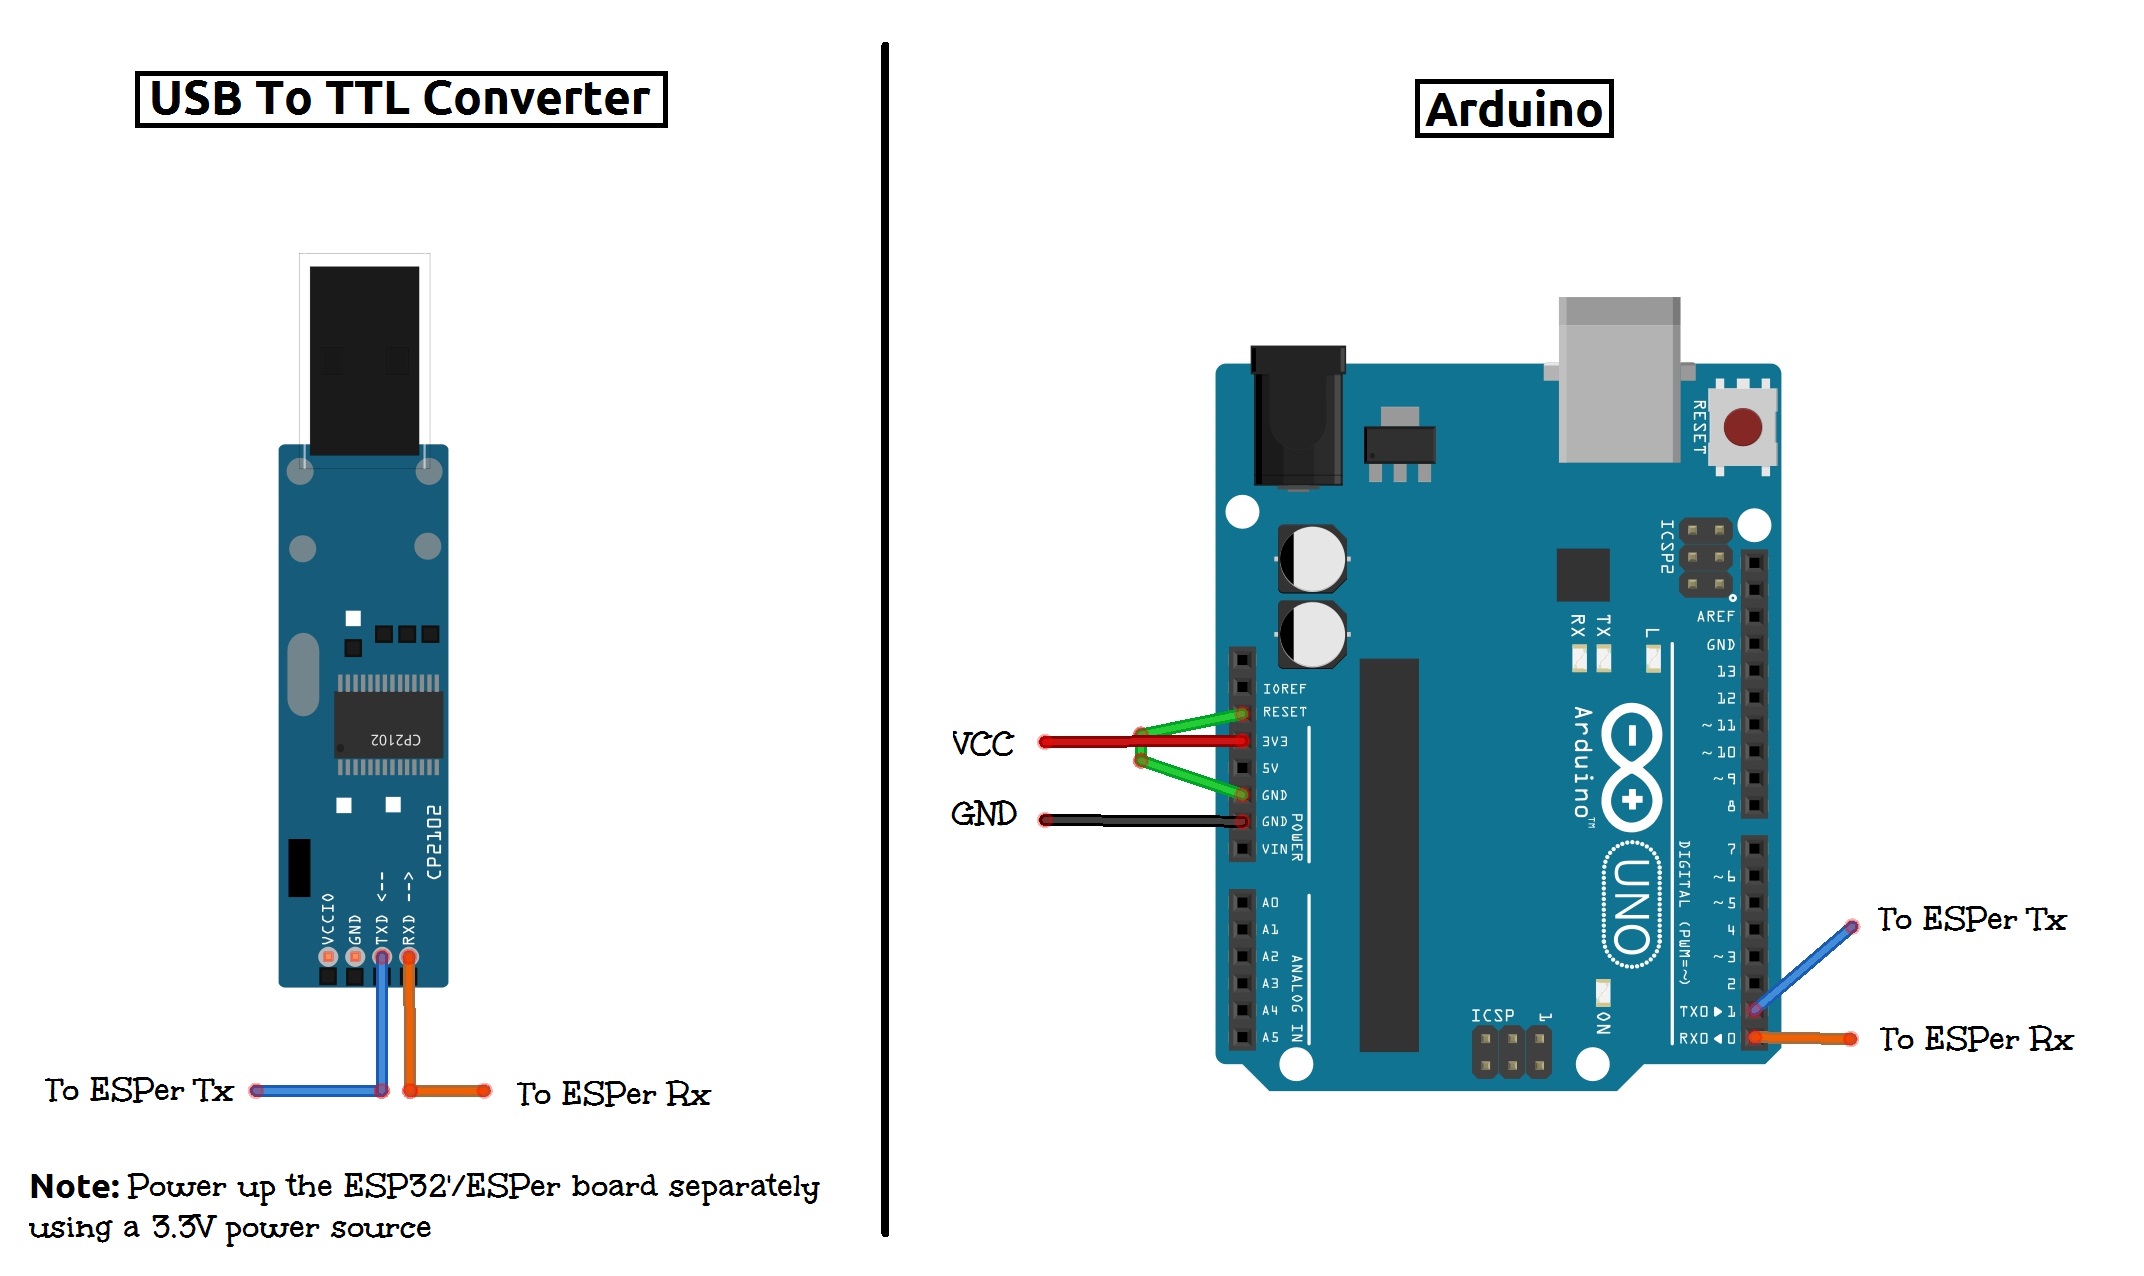 USB To TTL Converter
CP2102
CP2102
VCCIO
GND
TXD <--
RXD -->
To ESPer Tx
To ESPer Rx
Note: Power up the ESP32'/ESPer board separately
using a 3.3V power source
Arduino
RESET
ICSP2
RX
TX
L
AREF
GND
13
12
~11
~10
~9
8
IOREF
RESET
3V3
5V
GND
GND
VIN
POWER
VCC
GND
Arduino™
UNO
DIGITAL (PWM=~)
7
~6
~5
4
~3
2
TX0▶1
RX0◀0
A0
A1
A2
A3
A4
A5
ANALOG IN
ICSP
1
ON
To ESPer Tx
To ESPer Rx